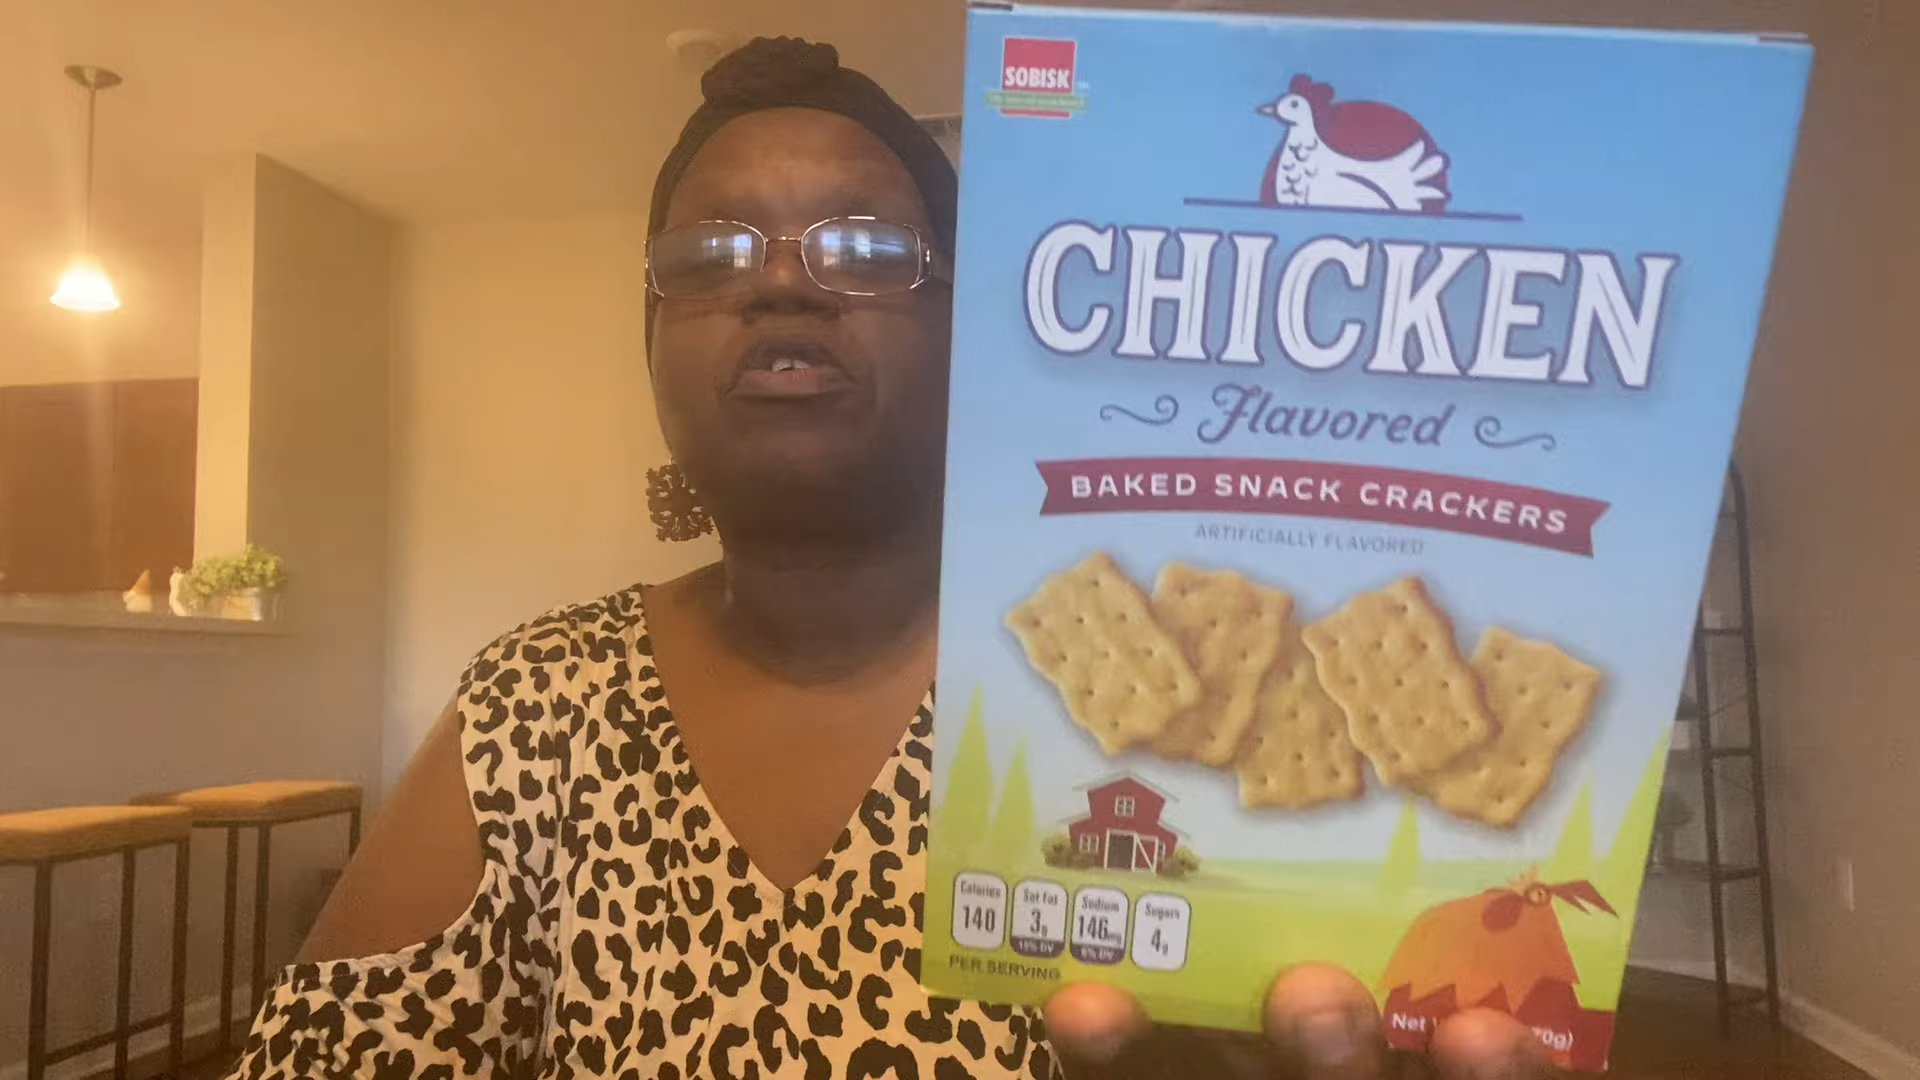 SOBISK
CHICKEN
Flavored
BAKED SNACK CRACKERS
ARTIFICIALLY FLAVORED
Calories
140
Sat Fat
3g
15% DV
Sodium
146mg
6% DV
Sugars
4g
PER SERVING
Net
70g)